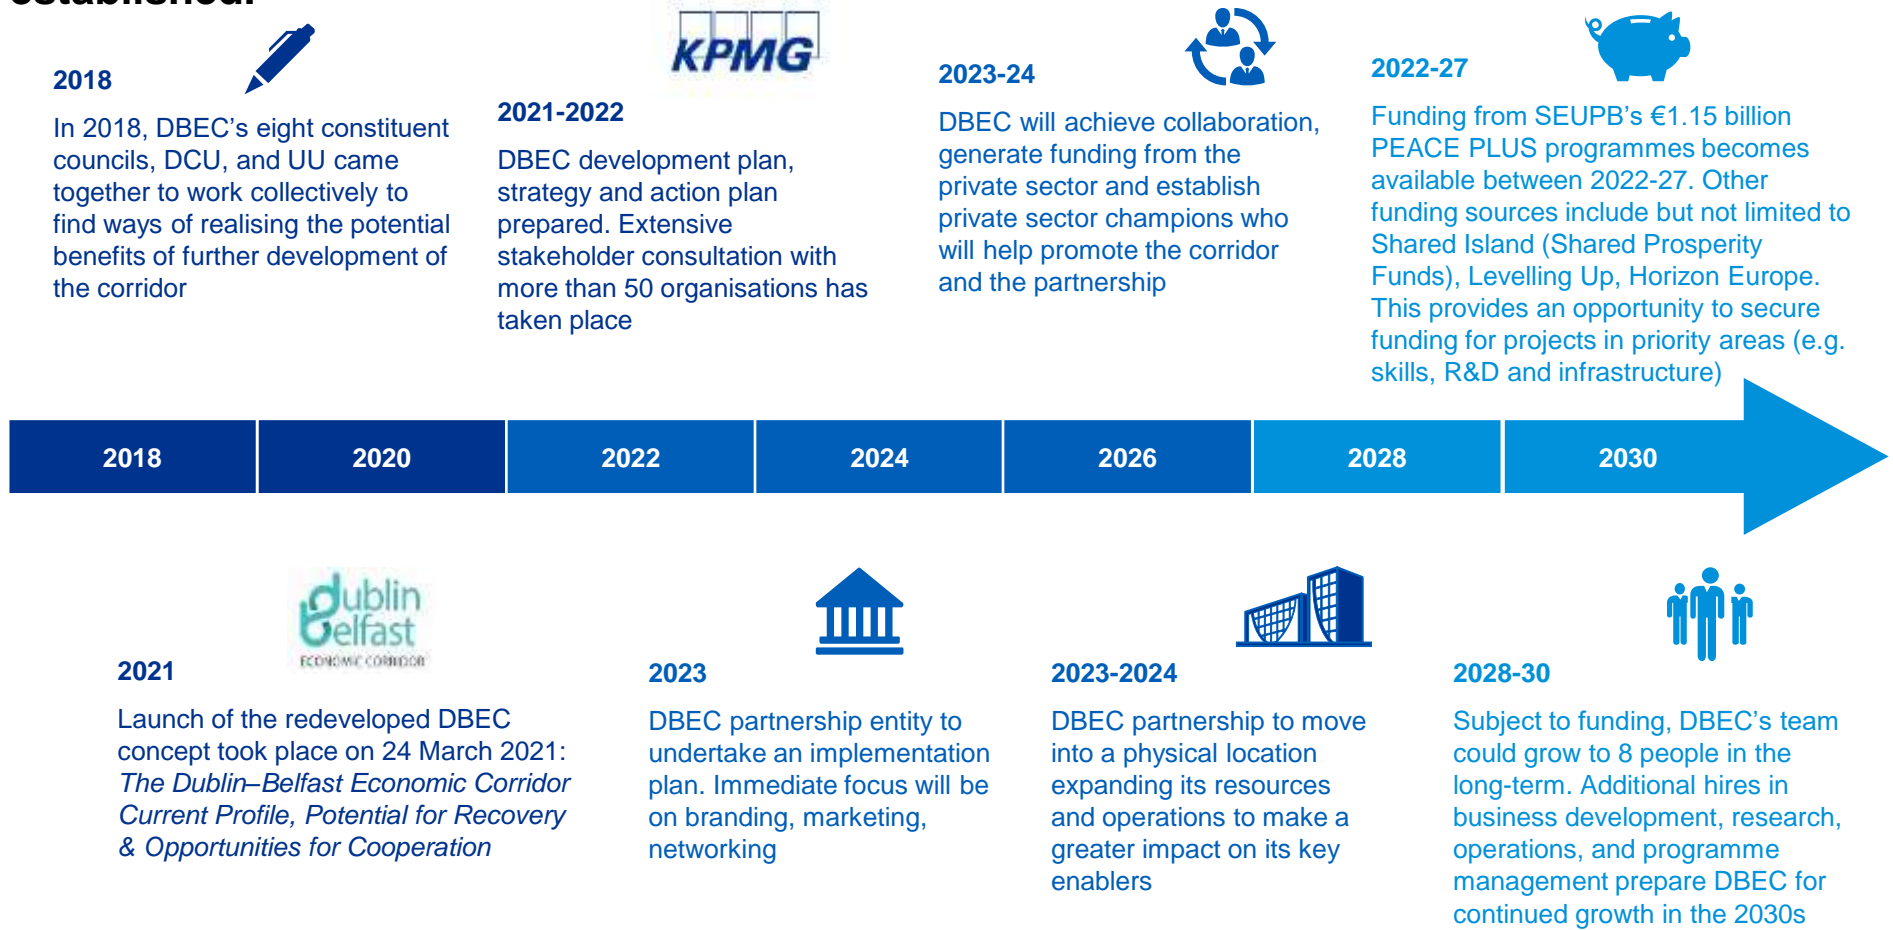 established.
2018
In 2018, DBEC's eight constituent
councils, DCU, and UU came
together to work collectively to
find ways of realising the potential
benefits of further development of
the corridor
KPMG
2021-2022
DBEC development plan,
strategy and action plan
prepared. Extensive
stakeholder consultation with
more than 50 organisations has
taken place
2023-24
DBEC will achieve collaboration,
generate funding from the
private sector and establish
private sector champions who
will help promote the corridor
and the partnership
2022-27
Funding from SEUPB's €1.15 billion
PEACE PLUS programmes becomes
available between 2022-27. Other
funding sources include but not limited to
Shared Island (Shared Prosperity
Funds), Levelling Up, Horizon Europe.
This provides an opportunity to secure
funding for projects in priority areas (e.g.
skills, R&D and infrastructure)
2018 2020 2022 2024 2026 2028 2030
dublin
belfast
ECONOMIC CORRIDOR
2021
Launch of the redeveloped DBEC
concept took place on 24 March 2021:
The Dublin–Belfast Economic Corridor
Current Profile, Potential for Recovery
& Opportunities for Cooperation
2023
DBEC partnership entity to
undertake an implementation
plan. Immediate focus will be
on branding, marketing,
networking
2023-2024
DBEC partnership to move
into a physical location
expanding its resources
and operations to make a
greater impact on its key
enablers
2028-30
Subject to funding, DBEC's team
could grow to 8 people in the
long-term. Additional hires in
business development, research,
operations, and programme
management prepare DBEC for
continued growth in the 2030s